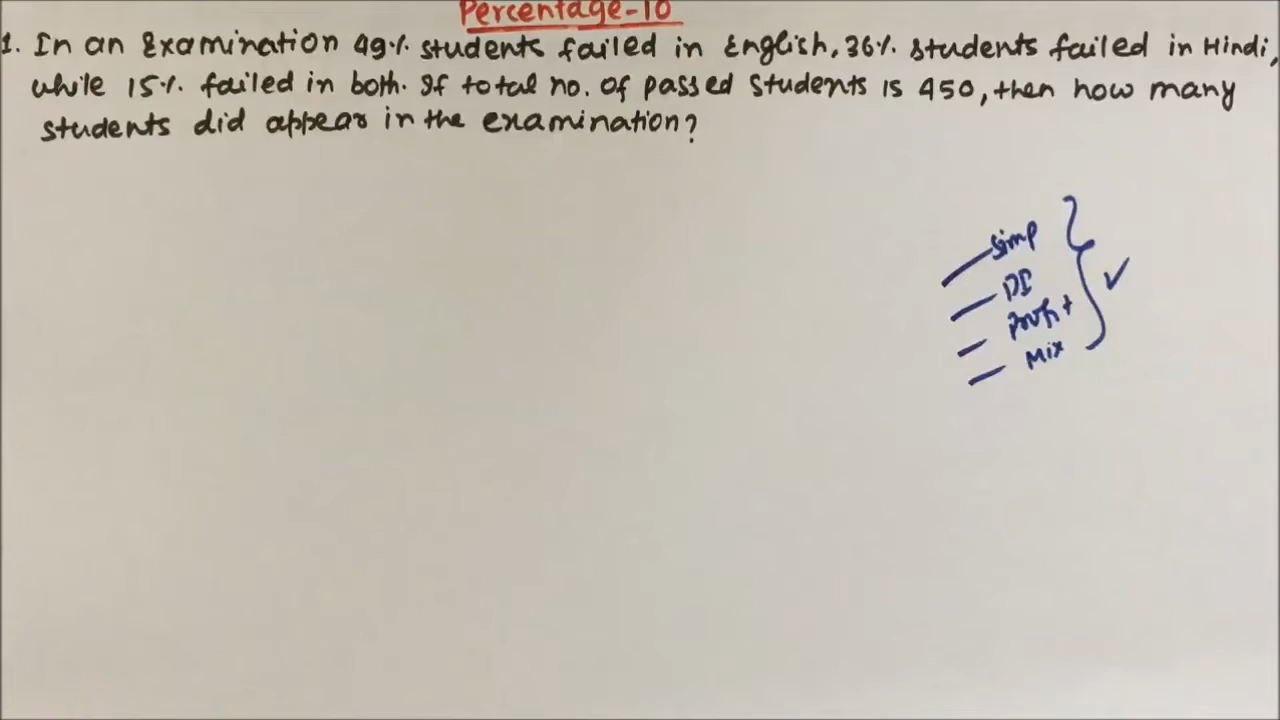 Percentage-10
1. In an Examination 49% students failed in English, 36% students failed in Hindi,
while 15% failed in both. If total no. of passed students is 450, then how many
students did appear in the examination?
Simp
DI
Profit
Mix